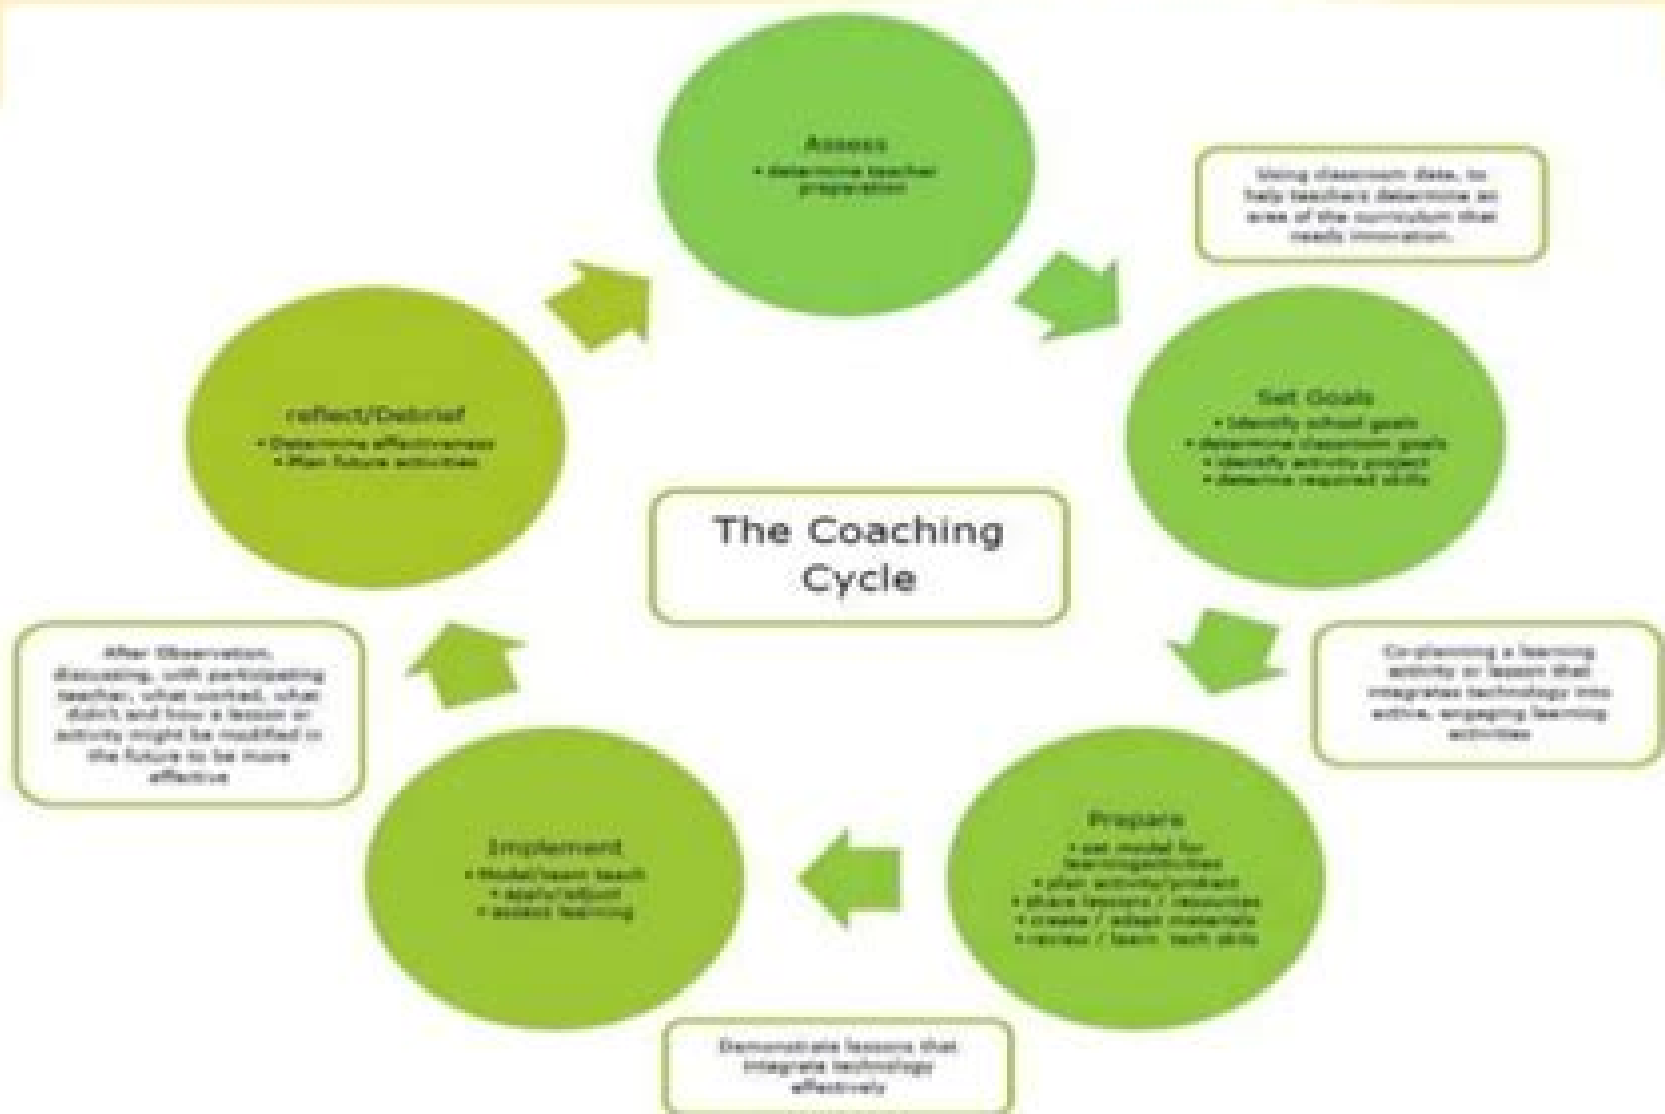 Assess
• determine teacher
preparation
Using classroom data, to
help teachers determine an
area of the curriculum that
needs innovation.
Set Goals
• Identify school goals
• determine classroom goals
• identify activity project
• determine required skills
The Coaching
Cycle
Co-planning a learning
activity or lesson that
integrates technology into
active, engaging learning
activities
Prepare
• set model for
• plan
• share lessons / resources
• create / adapt materials
• review / learn tech skills
Demonstrate lessons that
integrate technology
effectively
Implement
• Model/team teach
• apply/adjust
• assess learning
After Observation,
discussing, with participating
teacher, what worked, what
didn't and how a lesson or
activity might be modified in
the future to be more
effective
reflect/Debrief
• Determine effectiveness
• Plan future activities